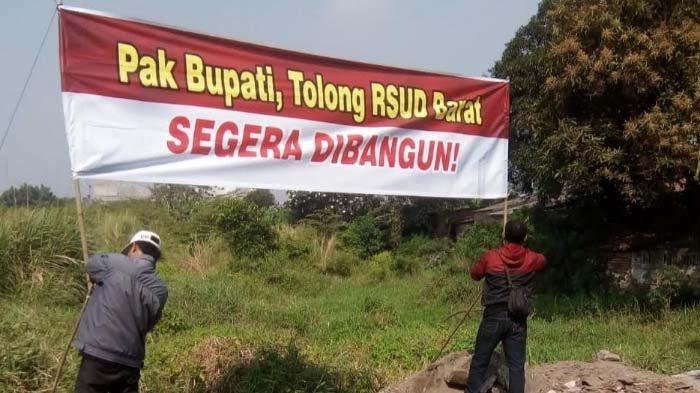 Pak Bupati, Tolong RSUD Barat
SEGERA DIBANGUN!